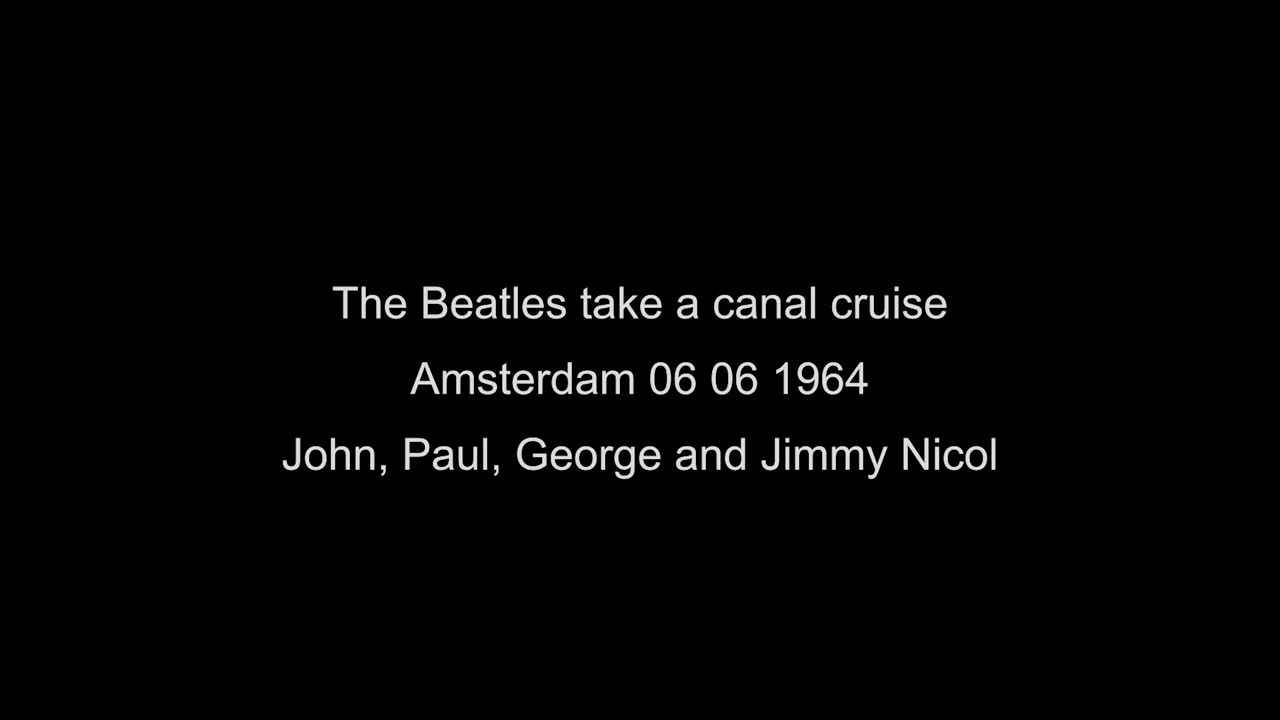 The Beatles take a canal cruise
Amsterdam 06 06 1964
John, Paul, George and Jimmy Nicol